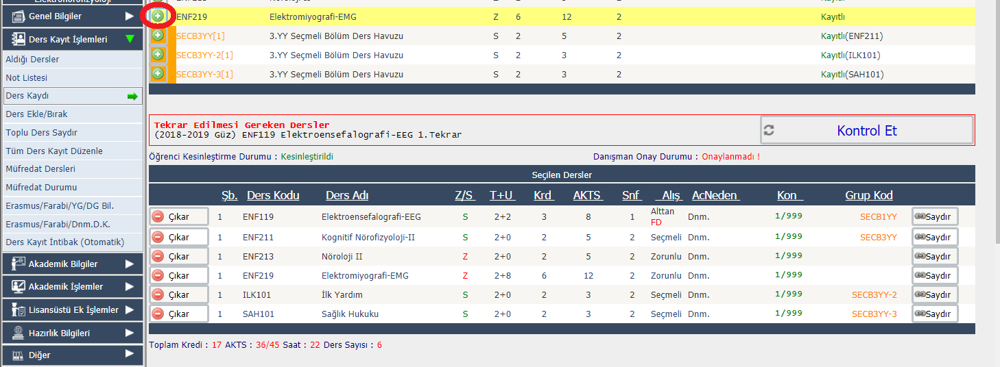 Elektronörofizyoloji
Genel Bilgiler
Ders Kayıt İşlemleri
Aldığı Dersler
Not Listesi
Ders Kaydı
Ders Ekle/Bırak
Toplu Ders Saydır
Tüm Ders Kayıt Düzenle
Müfredat Dersleri
Müfredat Durumu
Erasmus/Farabi/YG/DG Bil.
Erasmus/Farabi/Dnm.D.K.
Ders Kayıt İntibak (Otomatik)
Akademik Bilgiler
Akademik İşlemler
Lisansüstü Ek İşlemler
Hazırlık Bilgileri
Diğer
ENF219 Elektromiyografi-EMG Z 6 12 2 Kayıtlı
SECB3YY[1] 3.YY Seçmeli Bölüm Ders Havuzu S 2 5 2 Kayıtlı(ENF211)
SECB3YY-2[1] 3.YY Seçmeli Bölüm Ders Havuzu S 2 3 2 Kayıtlı(ILK101)
SECB3YY-3[1] 3.YY Seçmeli Bölüm Ders Havuzu S 2 3 2 Kayıtlı(SAH101)
Tekrar Edilmesi Gereken Dersler
(2018-2019 Güz) ENF119 Elektroensefalografi-EEG 1.Tekrar
Kontrol Et
Öğrenci Kesinleştirme Durumu : Kesinleştirildi Danışman Onay Durumu : Onaylanmadı !
Seçilen Dersler
Şb. Ders Kodu Ders Adı Z/S T+U Krd AKTS Snf Alış AcNeden Kon Grup Kod
Çıkar 1 ENF119 Elektroensefalografi-EEG S 2+2 3 8 1 Alttan FD Dnm. 1/999 SECB1YY Saydır
Çıkar 1 ENF211 Kognitif Nörofizyoloji-II S 2+0 2 5 2 Seçmeli Dnm. 1/999 SECB3YY Saydır
Çıkar 1 ENF213 Nöroloji II Z 2+0 2 5 2 Zorunlu Dnm. 1/999 Saydır
Çıkar 1 ENF219 Elektromiyografi-EMG Z 2+8 6 12 2 Zorunlu Dnm. 1/999 Saydır
Çıkar 1 ILK101 İlk Yardım S 2+0 2 3 2 Seçmeli Dnm. 1/999 SECB3YY-2 Saydır
Çıkar 1 SAH101 Sağlık Hukuku S 2+0 2 3 2 Seçmeli Dnm. 1/999 SECB3YY-3 Saydır
Toplam Kredi : 17 AKTS : 36/45 Saat : 22 Ders Sayısı : 6